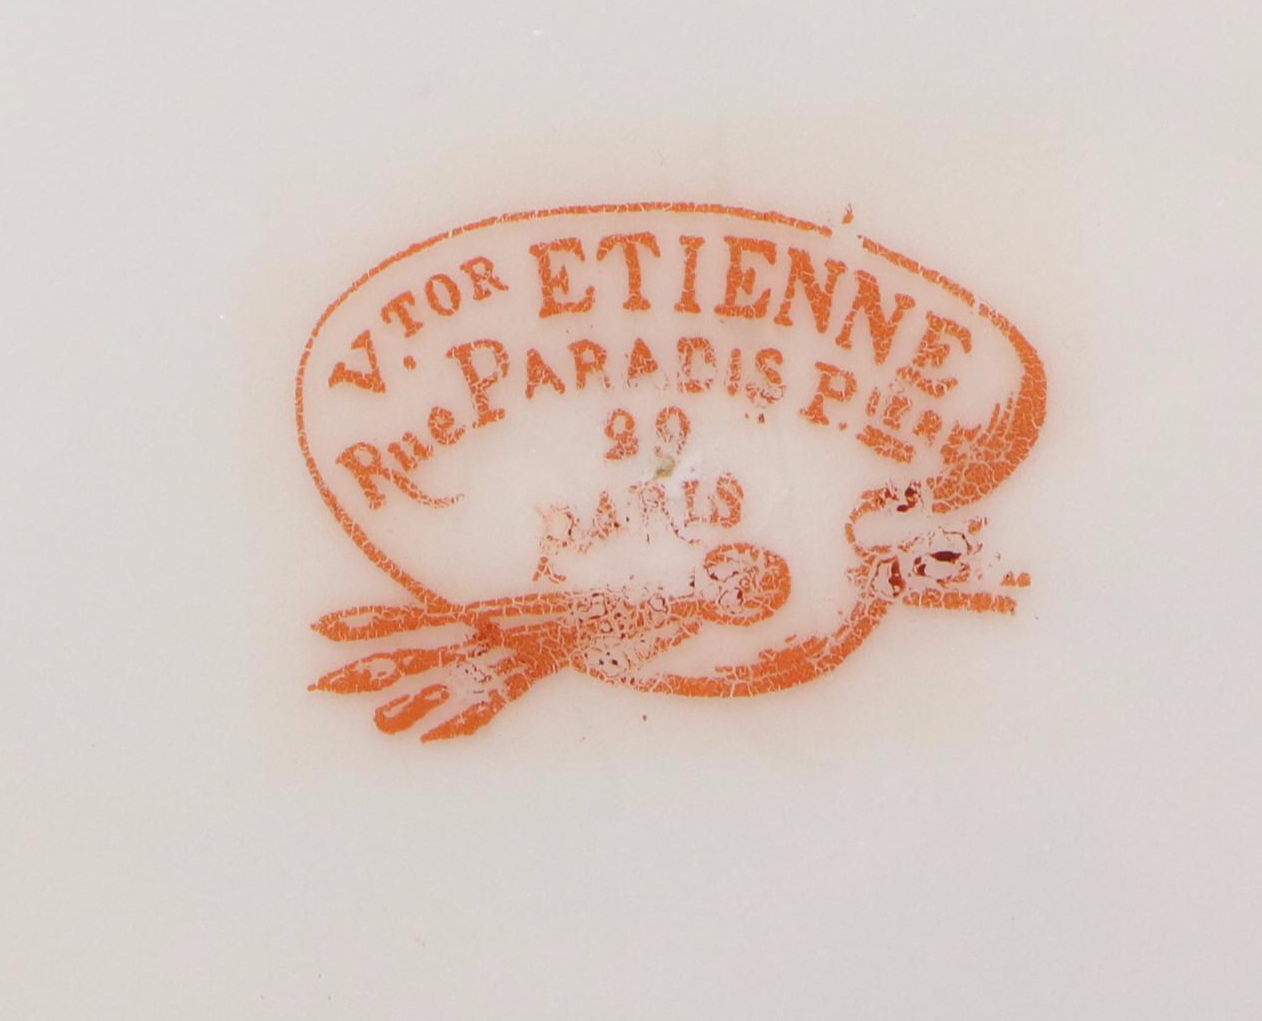 V.TOR ETIENNE
Rue PARADIS P.RE
29
PARIS